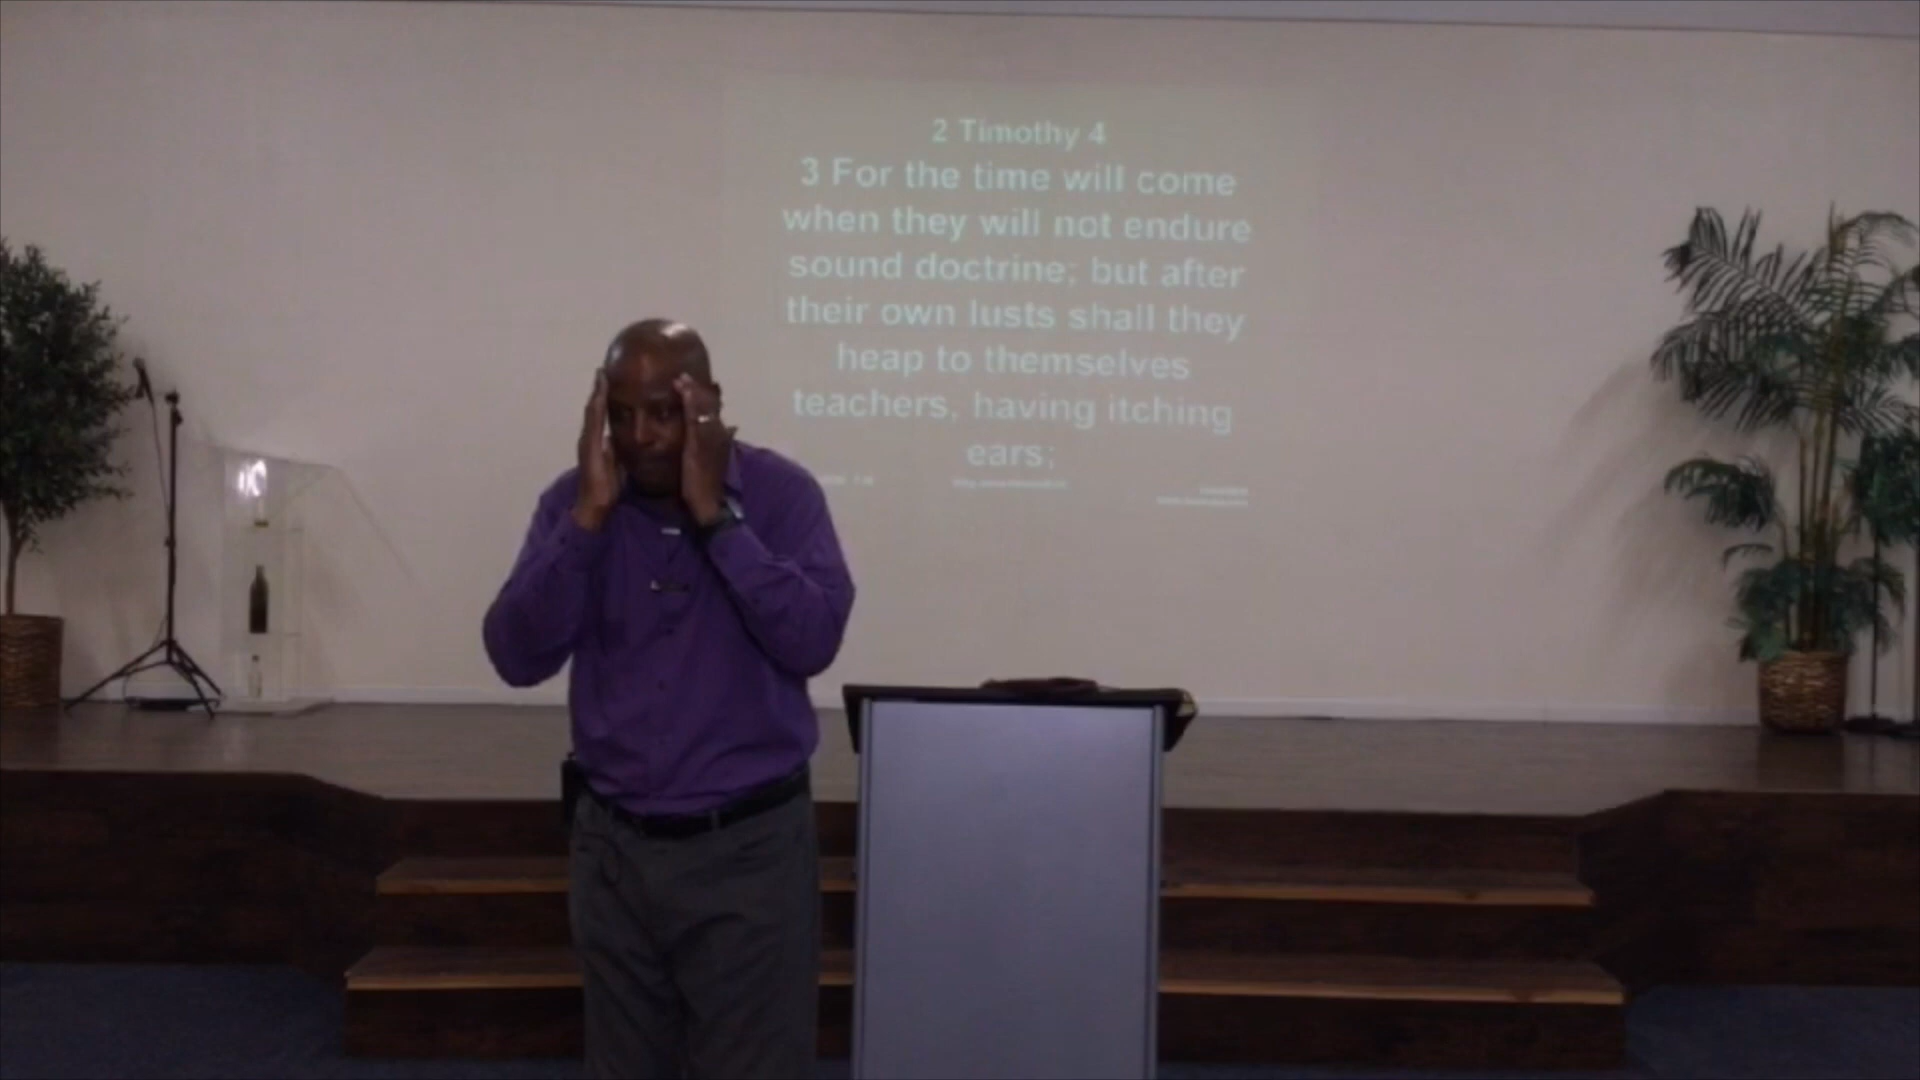 2 Timothy 4
3 For the time will come
when they will not endure
sound doctrine; but after
their own lusts shall they
heap to themselves
teachers, having itching
ears;